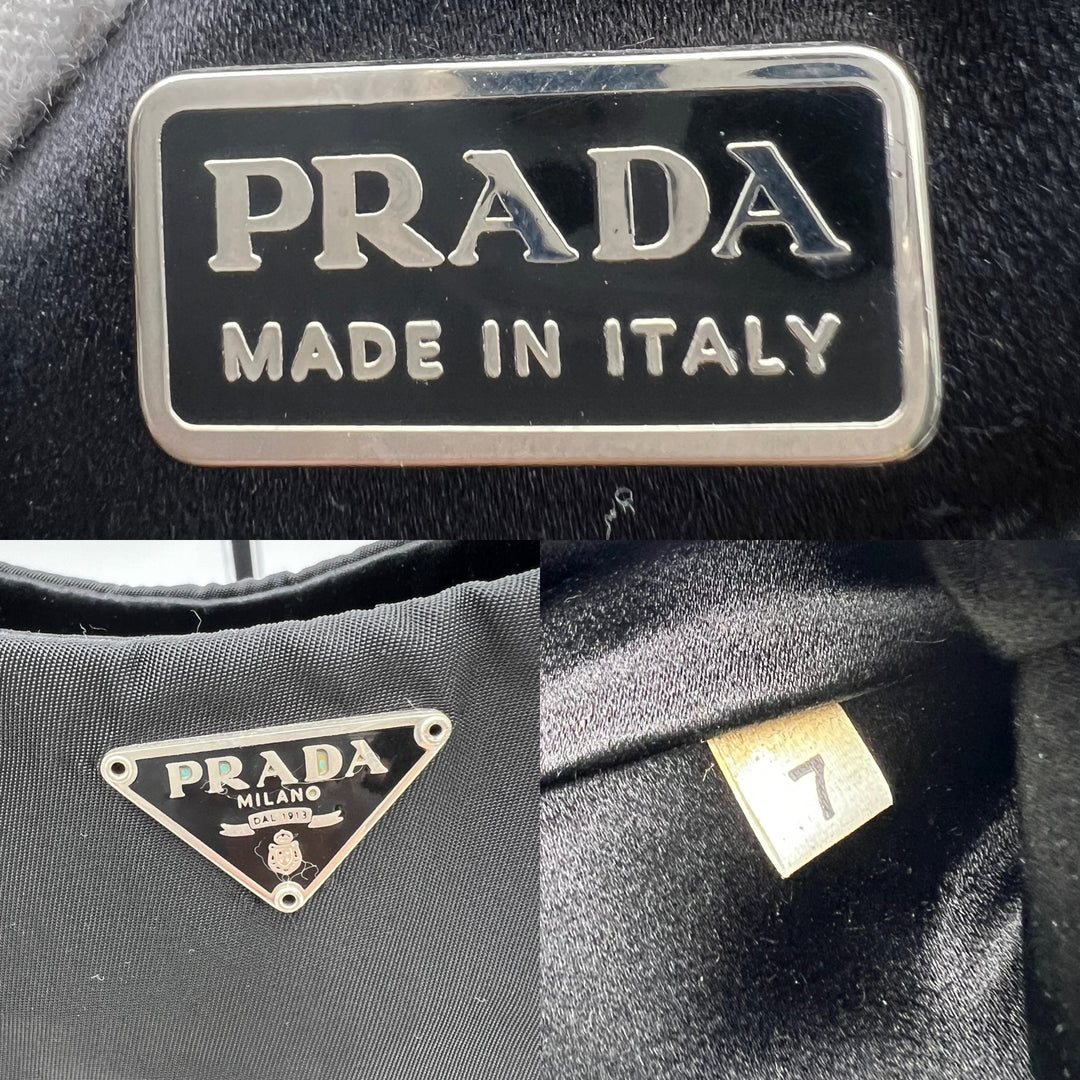 PRADA
MADE IN ITALY
PRADA
MILANO
DAL 1913
7